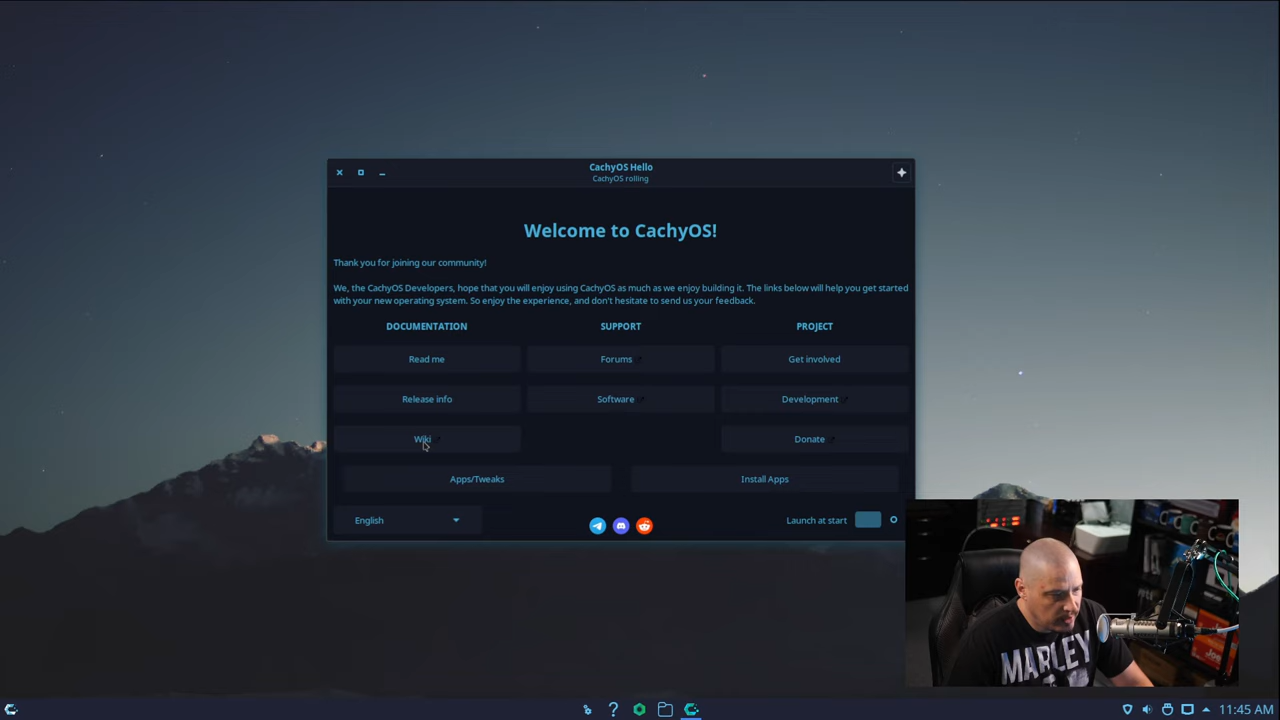 CachyOS Hello
CachyOS rolling
Welcome to CachyOS!
Thank you for joining our community!
We, the CachyOS Developers, hope that you will enjoy using CachyOS as much as we enjoy building it. The links below will help you get started
with your new operating system. So enjoy the experience, and don't hesitate to send us your feedback.
DOCUMENTATION SUPPORT PROJECT
Read me Forums Get involved
Release info Software Development
Wiki Donate
Apps/Tweaks Install Apps
English Launch at start
MARLEY
11:45 AM